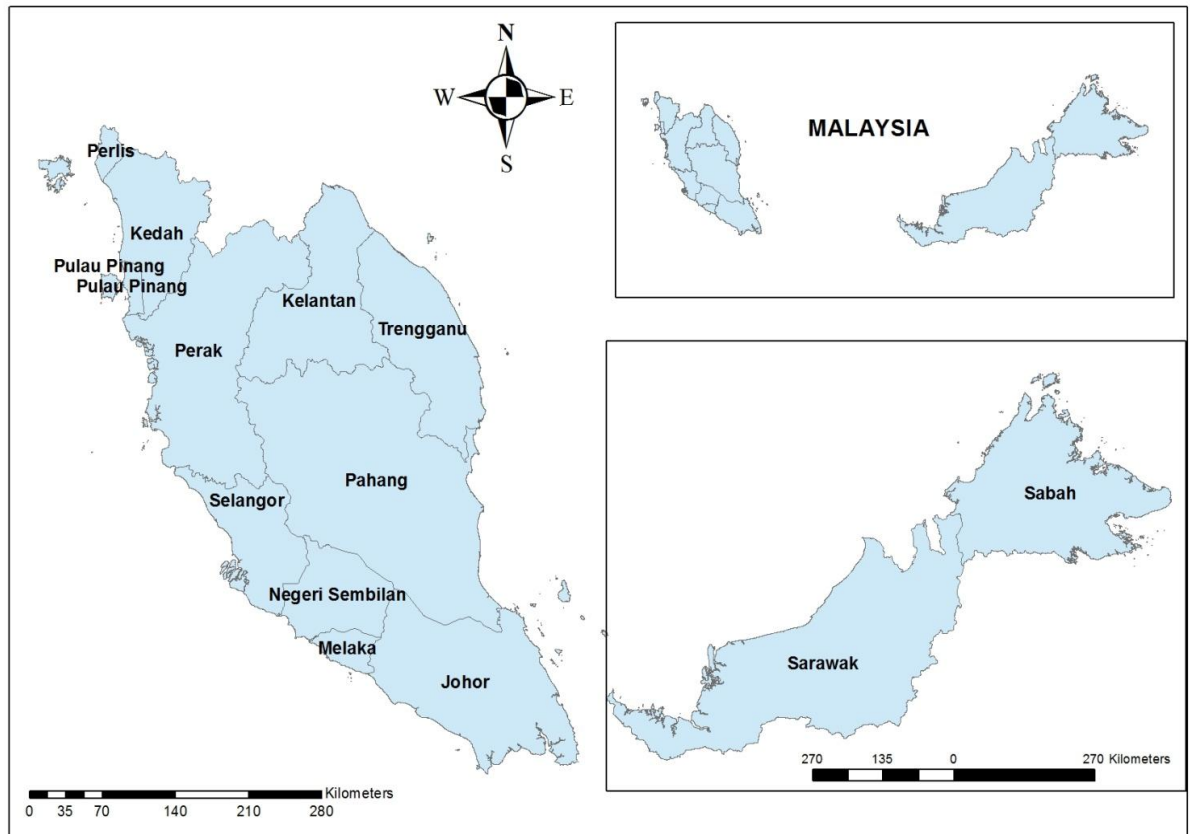 N
W E
S
MALAYSIA
Perlis
Kedah
Pulau Pinang
Pulau Pinang
Kelantan
Trengganu
Perak
Pahang
Selangor
Negeri Sembilan
Melaka
Johor
Kilometers
0 35 70 140 210 280
Sabah
Sarawak
270 135 0 270 Kilometers